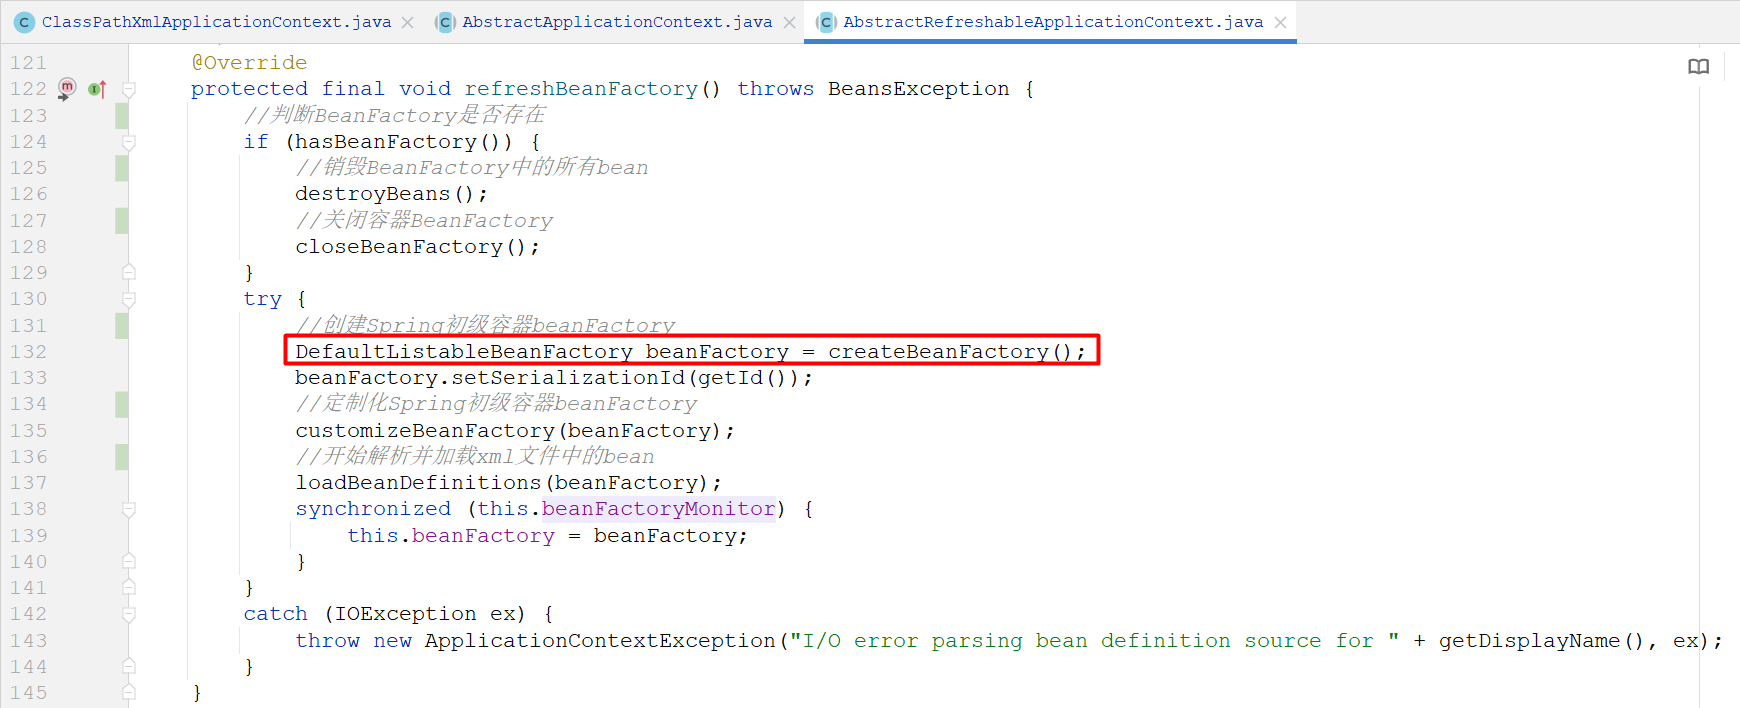 ClassPathXmlApplicationContext.java AbstractApplicationContext.java AbstractRefreshableApplicationContext.java
121 @Override
122 protected final void refreshBeanFactory() throws BeansException {
123 //判断BeanFactory是否存在
124 if (hasBeanFactory()) {
125 //销毁BeanFactory中的所有bean
126 destroyBeans();
127 //关闭容器BeanFactory
128 closeBeanFactory();
129 }
130 try {
131 //创建Spring初级容器beanFactory
132 DefaultListableBeanFactory beanFactory = createBeanFactory();
133 beanFactory.setSerializationId(getId());
134 //定制化Spring初级容器beanFactory
135 customizeBeanFactory(beanFactory);
136 //开始解析并加载xml文件中的bean
137 loadBeanDefinitions(beanFactory);
138 synchronized (this.beanFactoryMonitor) {
139 this.beanFactory = beanFactory;
140 }
141 }
142 catch (IOException ex) {
143 throw new ApplicationContextException("I/O error parsing bean definition source for " + getDisplayName(), ex);
144 }
145 }